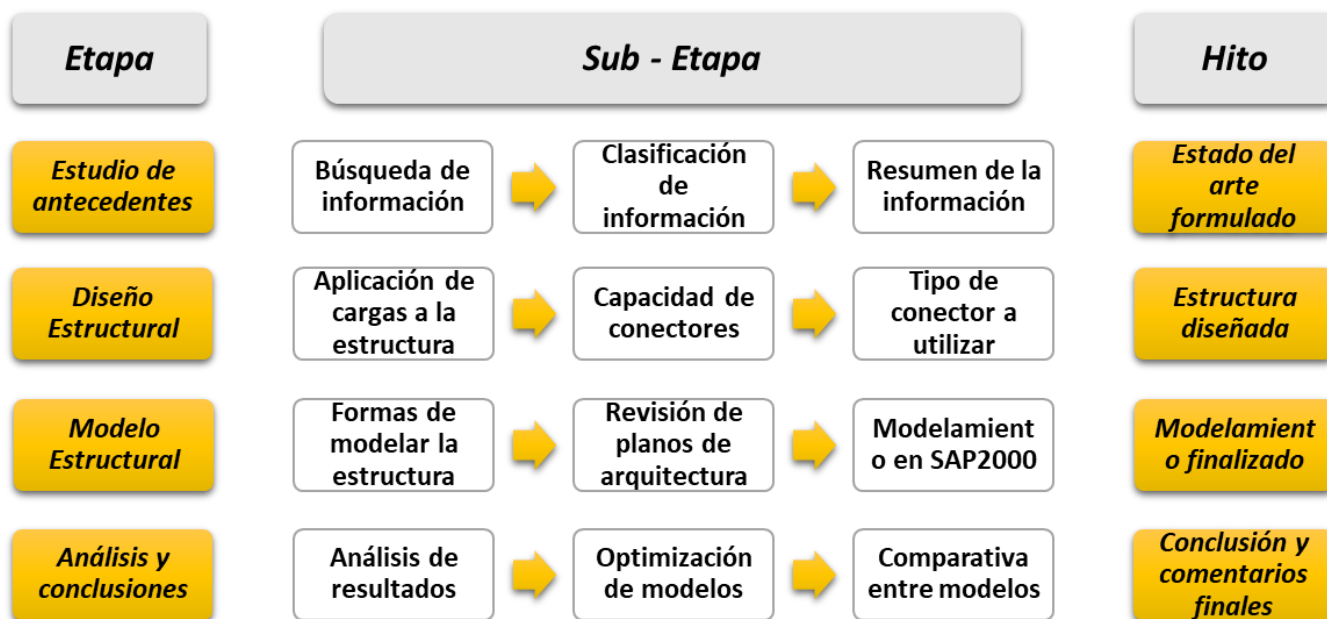 Etapa
Sub - Etapa
Hito
Estudio de
antecedentes
Búsqueda de
información
Clasificación
de
información
Resumen de la
información
Estado del
arte
formulado
Diseño
Estructural
Aplicación de
cargas a la
estructura
Capacidad de
conectores
Tipo de
conector a
utilizar
Estructura
diseñada
Modelo
Estructural
Formas de
modelar la
estructura
Revisión de
planos de
arquitectura
Modelamient
o en SAP2000
Modelamient
o finalizado
Análisis y
conclusiones
Análisis de
resultados
Optimización
de modelos
Comparativa
entre modelos
Conclusión y
comentarios
finales